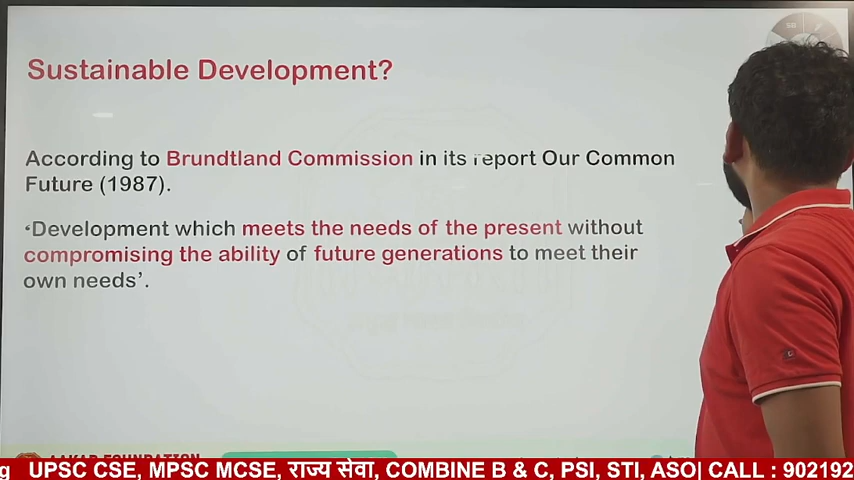 Sustainable Development?
According to Brundtland Commission in its report Our Common
Future (1987).
‘Development which meets the needs of the present without
compromising the ability of future generations to meet their
own needs’.
AAKAR FOUNDATION
g UPSC CSE, MPSC MCSE, राज्य सेवा, COMBINE B & C, PSI, STI, ASO| CALL : 902192